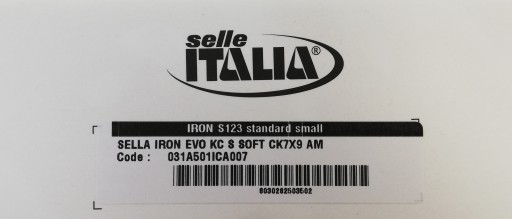 selle
ITALIA®
IRON S123 standard small
SELLA IRON EVO KC S SOFT CK7X9 AM
Code : 031A501ICA007
8030282503502